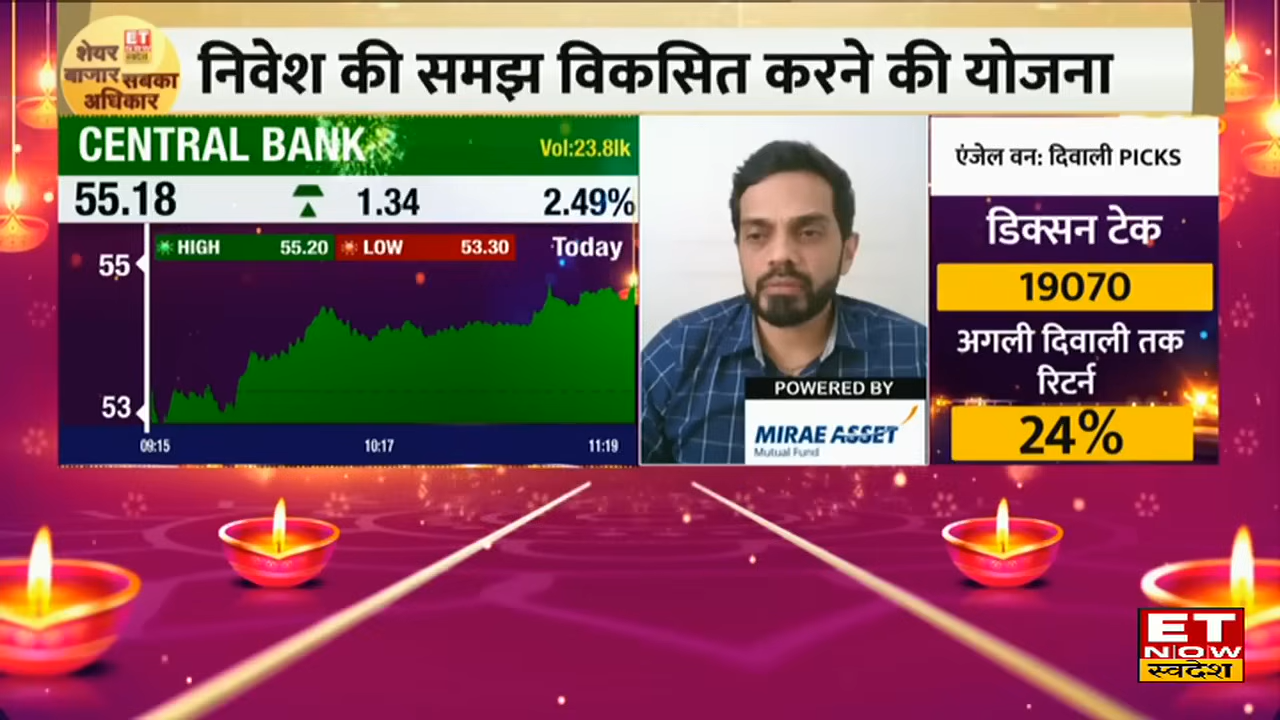 शेयर
ET
NOW
स्वदेश
बाजार सबका
अधिकार
निवेश की समझ विकसित करने की योजना
CENTRAL BANK
Vol:23.8lk
55.18 1.34 2.49%
HIGH 55.20 LOW 53.30 Today
55
53
09:15 10:17 11:19
POWERED BY
MIRAE ASSET
Mutual Fund
एंजेल वन: दिवाली PICKS
डिक्सन टेक
19070
अगली दिवाली तक
रिटर्न
24%
ET
NOW
स्वदेश